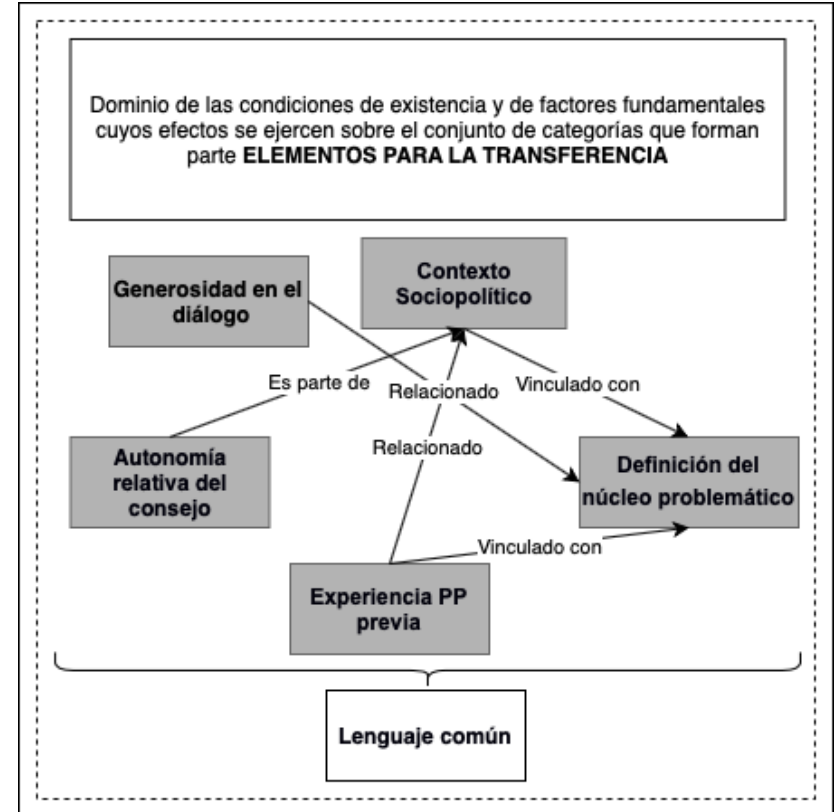 Dominio de las condiciones de existencia y de factores fundamentales
cuyos efectos se ejercen sobre el conjunto de categorías que forman
parte ELEMENTOS PARA LA TRANSFERENCIA
Generosidad en el
diálogo
Contexto
Sociopolítico
Es parte de
Relacionado
Vinculado con
Relacionado
Autonomía
relativa del
consejo
Definición del
núcleo problemático
Vinculado con
Experiencia PP
previa
Lenguaje común